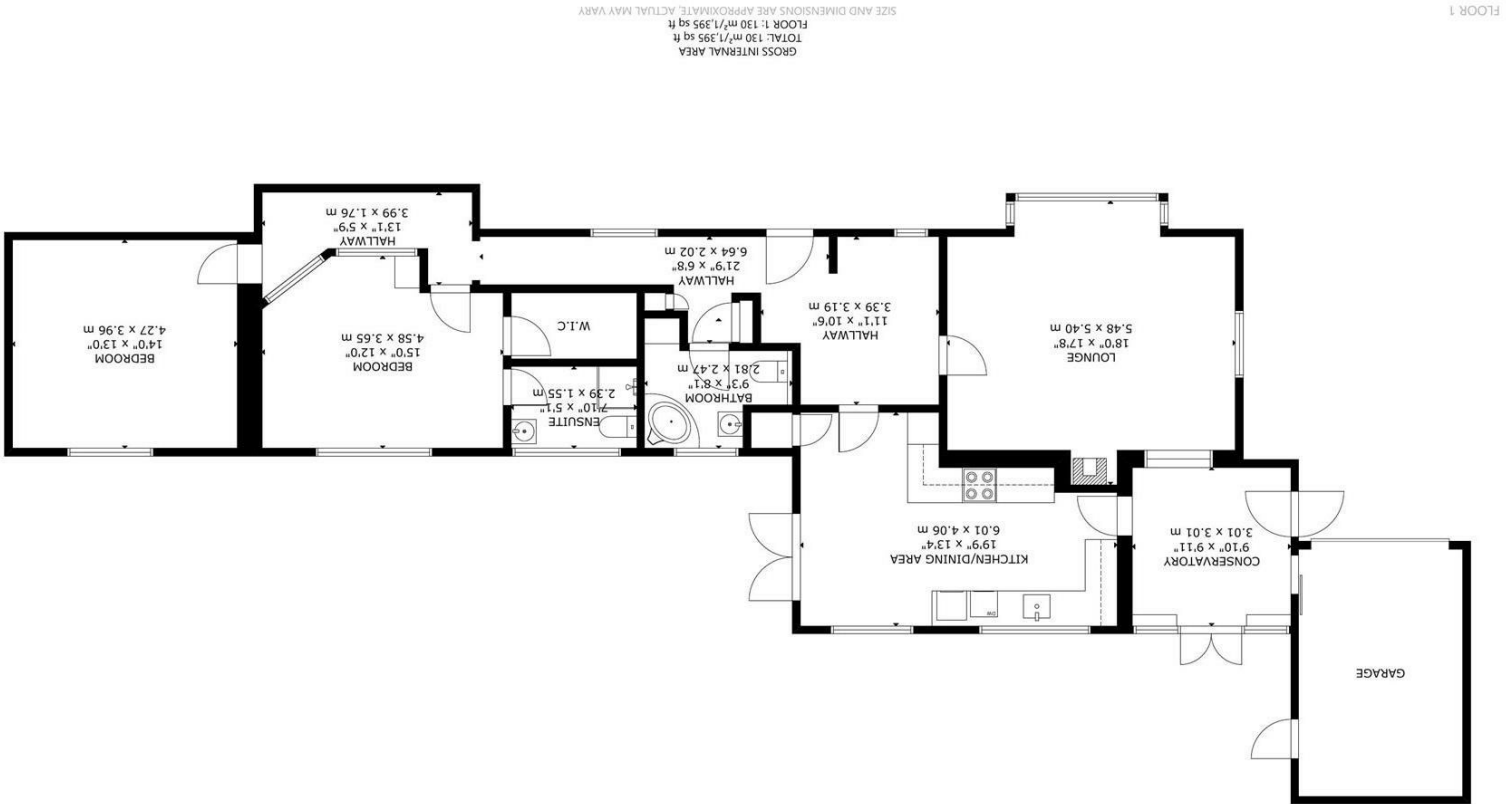 GARAGE
DW
CONSERVATORY
9'10" x 9'11"
3.01 x 3.01 m
KITCHEN/DINING AREA
19'9" x 13'4"
6.01 x 4.06 m
ENSUITE
7'10" x 5'1"
2.39 x 1.55 m
BATHROOM
9'3" x 8'1"
2.81 x 2.47 m
LOUNGE
18'0" x 17'8"
5.48 x 5.40 m
BEDROOM
15'0" x 12'0"
4.58 x 3.65 m
BEDROOM
14'0" x 13'0"
4.27 x 3.96 m
HALLWAY
11'1" x 10'6"
3.39 x 3.19 m
W.I.C
HALLWAY
21'9" x 6'8"
6.64 x 2.02 m
HALLWAY
13'1" x 5'9"
3.99 x 1.76 m
GROSS INTERNAL AREA
TOTAL: 130 m²/1,395 sq ft
FLOOR 1: 130 m²/1,395 sq ft
SIZE AND DIMENSIONS ARE APPROXIMATE, ACTUAL MAY VARY
FLOOR 1